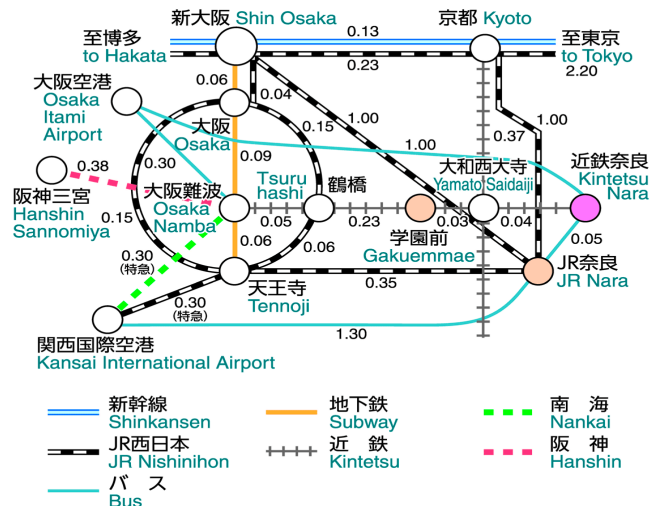 新大阪 Shin Osaka
京都 Kyoto
至博多
to Hakata
0.13
0.23
至東京
to Tokyo
2.20
大阪空港
Osaka
Itami
Airport
0.06
0.04
大阪
Osaka
0.15
1.00
1.00
1.00
0.37
0.30
0.09
大和西大寺
Yamato Saidaiji
近鉄奈良
Kintetsu
Nara
0.38
阪神三宮
Hanshin
Sannomiya
大阪難波
Osaka
Namba
Tsuru
hashi
鶴橋
0.15
0.05
0.23
0.03
0.04
0.05
学園前
Gakuemmae
0.06
0.06
0.30
(特急)
0.30
(特急)
天王寺
Tennoji
0.35
JR奈良
JR Nara
1.30
関西国際空港
Kansai International Airport
新幹線
Shinkansen
地下鉄
Subway
南 海
Nankai
JR西日本
JR Nishinihon
近 鉄
Kintetsu
阪 神
Hanshin
バ ス
Bus